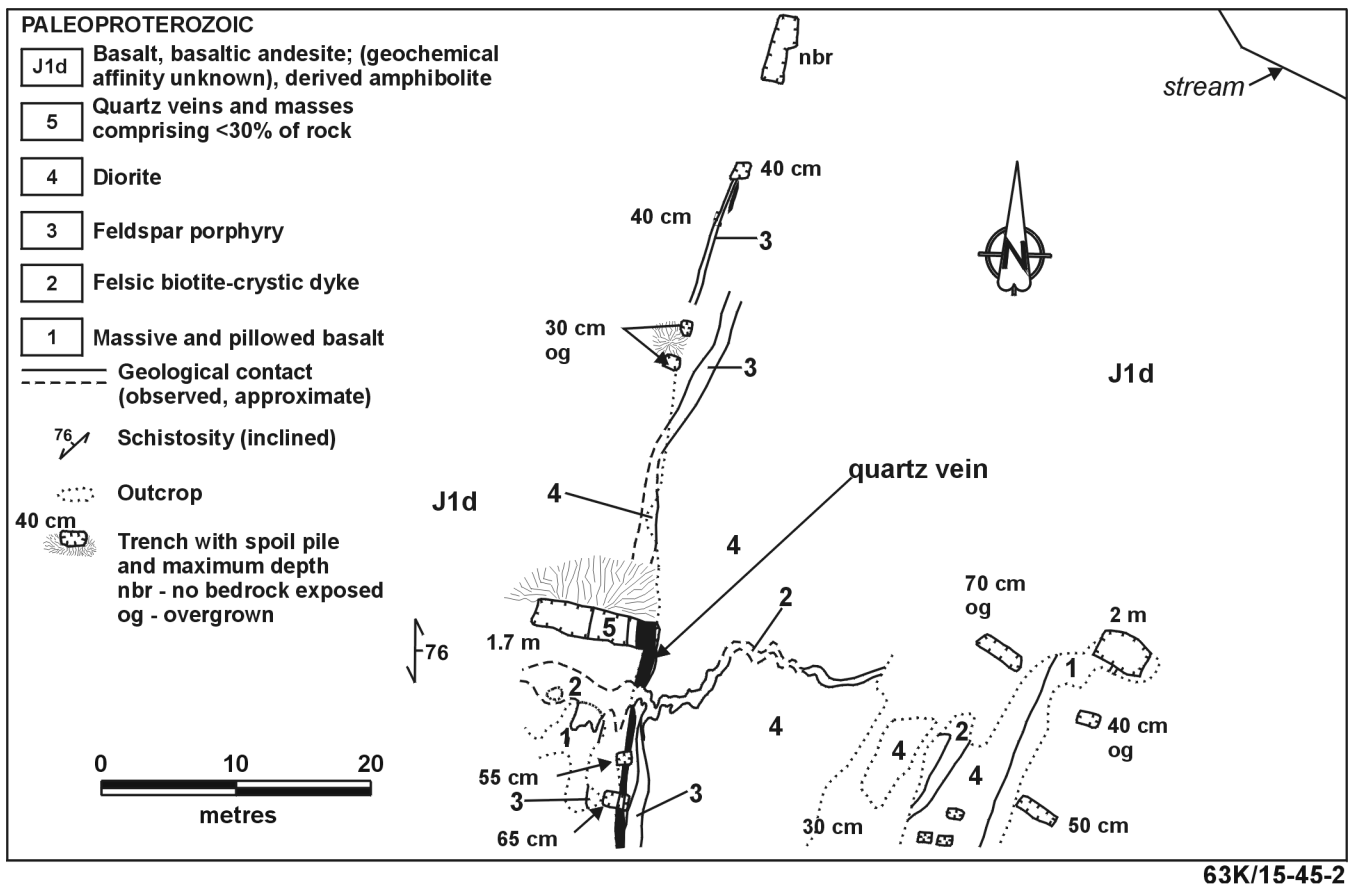 PALEOPROTEROZOIC
J1d
Basalt, basaltic andesite; (geochemical
affinity unknown), derived amphibolite
5
Quartz veins and masses
comprising <30% of rock
4
Diorite
3
Feldspar porphyry
2
Felsic biotite-crystic dyke
1
Massive and pillowed basalt
Geological contact
(observed, approximate)
76
Schistosity (inclined)
Outcrop
40 cm
Trench with spoil pile
and maximum depth
nbr - no bedrock exposed
og - overgrown
nbr
stream
40 cm
40 cm
3
N
30 cm
og
3
J1d
quartz vein
J1d
4
4
70 cm
og
2
2 m
5
1.7 m
76
1
2
4
40 cm
og
2
1
4
4
0
10
20
metres
55 cm
3
3
65 cm
30 cm
50 cm
63K/15-45-2